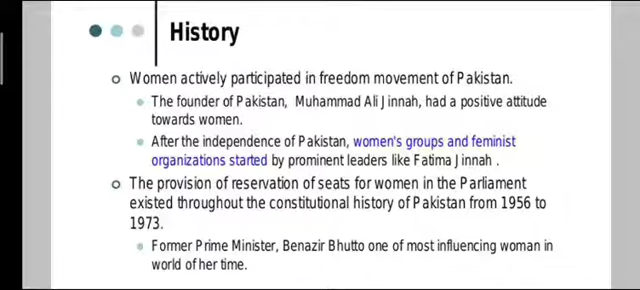 History
Women actively participated in freedom movement of Pakistan.
The founder of Pakistan, Muhammad Ali Jinnah, had a positive attitude
towards women.
After the independence of Pakistan, women's groups and feminist
organizations started by prominent leaders like Fatima Jinnah .
The provision of reservation of seats for women in the Parliament
existed throughout the constitutional history of Pakistan from 1956 to
1973.
Former Prime Minister, Benazir Bhutto one of most influencing woman in
world of her time.